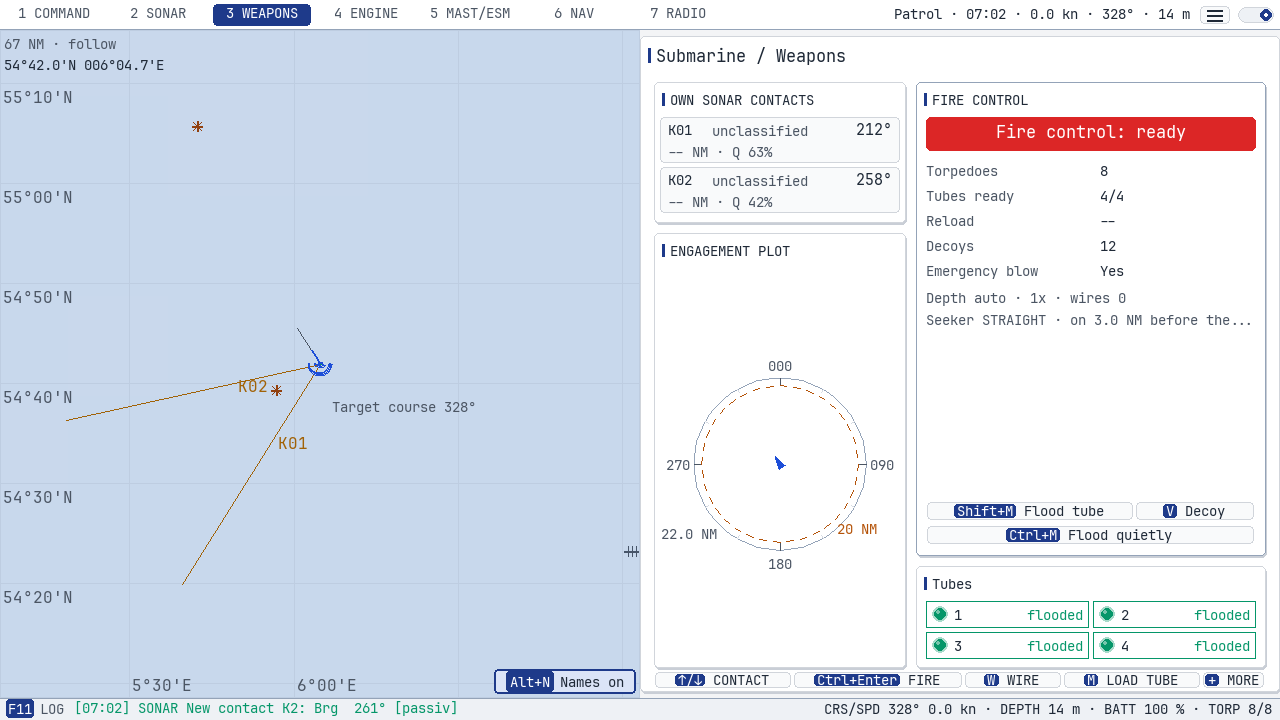 1 COMMAND 2 SONAR 3 WEAPONS 4 ENGINE 5 MAST/ESM 6 NAV 7 RADIO Patrol · 07:02 · 0.0 kn · 328° · 14 m
67 NM · follow
54°42.0'N 006°04.7'E
55°10'N
55°00'N
54°50'N
54°40'N
54°30'N
54°20'N
5°30'E 6°00'E
K02
K01
Target course 328°
Alt+N Names on
Submarine / Weapons
OWN SONAR CONTACTS
K01 unclassified 212°
-- NM · Q 63%
K02 unclassified 258°
-- NM · Q 42%
ENGAGEMENT PLOT
000
270 090
22.0 NM 20 NM
180
FIRE CONTROL
Fire control: ready
Torpedoes 8
Tubes ready 4/4
Reload --
Decoys 12
Emergency blow Yes
Depth auto · 1x · wires 0
Seeker STRAIGHT · on 3.0 NM before the...
Shift+M Flood tube V Decoy
Ctrl+M Flood quietly
Tubes
1 flooded 2 flooded
3 flooded 4 flooded
↑/↓ CONTACT Ctrl+Enter FIRE W WIRE M LOAD TUBE + MORE
F11 LOG [07:02] SONAR New contact K2: Brg 261° [passiv] CRS/SPD 328° 0.0 kn · DEPTH 14 m · BATT 100 % · TORP 8/8